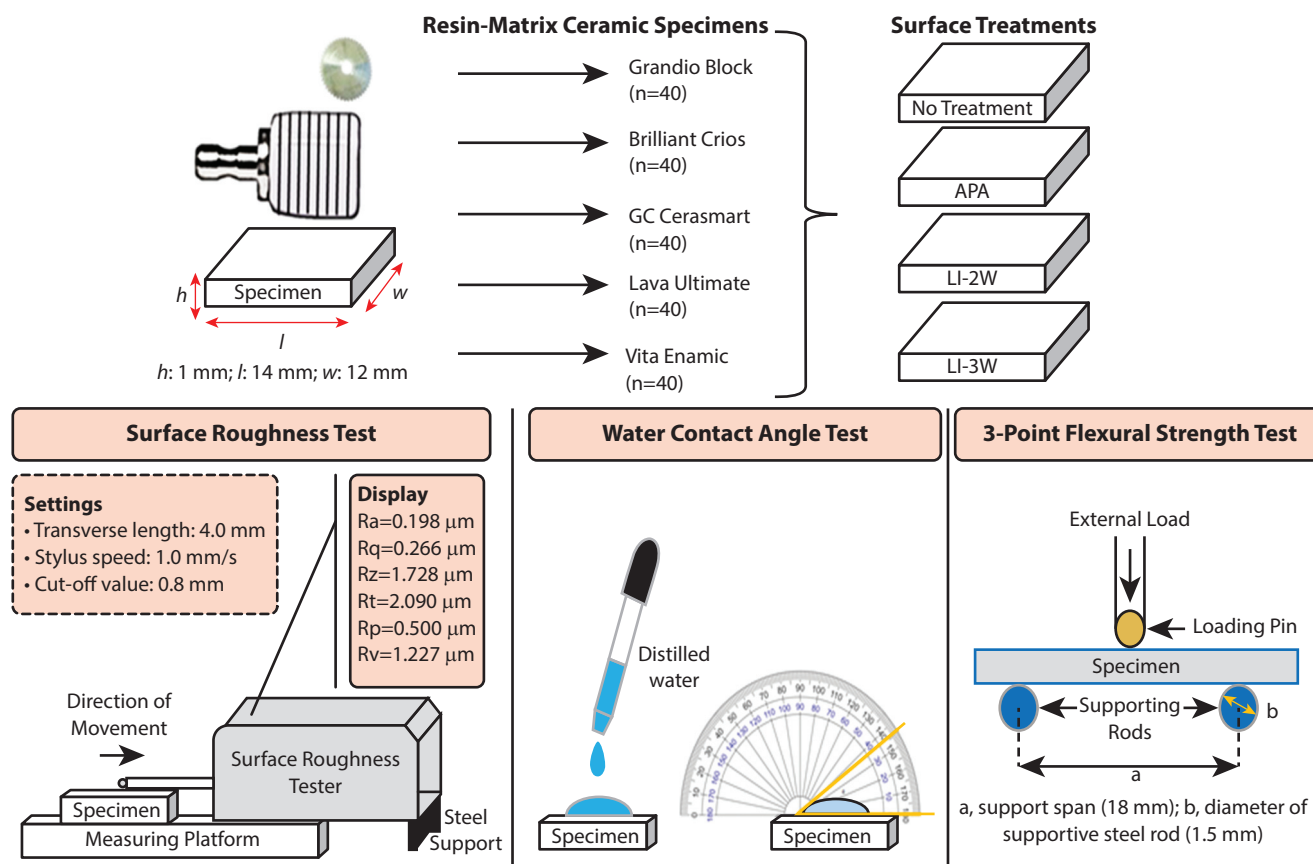 Resin-Matrix Ceramic Specimens
Surface Treatments
Grandio Block
(n=40)
Brilliant Crios
(n=40)
GC Cerasmart
(n=40)
Lava Ultimate
(n=40)
Vita Enamic
(n=40)
No Treatment
APA
LI-2W
LI-3W
Specimen
h
w
l
h: 1 mm; l: 14 mm; w: 12 mm
Surface Roughness Test
Settings
• Transverse length: 4.0 mm
• Stylus speed: 1.0 mm/s
• Cut-off value: 0.8 mm
Display
Ra=0.198 μm
Rq=0.266 μm
Rz=1.728 μm
Rt=2.090 μm
Rp=0.500 μm
Rv=1.227 μm
Direction of
Movement
Surface Roughness
Tester
Specimen
Measuring Platform
Steel
Support
Water Contact Angle Test
Distilled
water
Specimen
Specimen
3-Point Flexural Strength Test
External Load
Loading Pin
Specimen
Supporting
Rods
b
a
a, support span (18 mm); b, diameter of
supportive steel rod (1.5 mm)